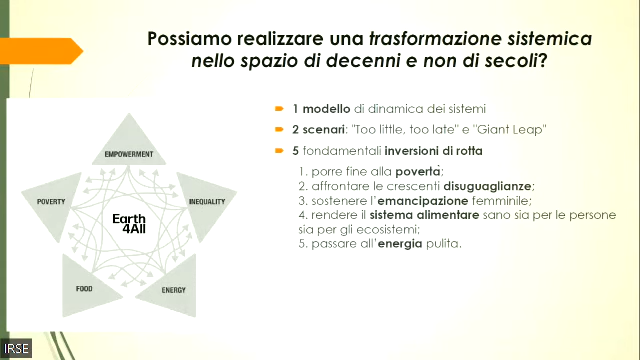 Possiamo realizzare una trasformazione sistemica
nello spazio di decenni e non di secoli?
1 modello di dinamica dei sistemi
2 scenari: "Too little, too late" e "Giant Leap"
5 fondamentali inversioni di rotta
1. porre fine alla povertà;
2. affrontare le crescenti disuguaglianze;
3. sostenere l'emancipazione femminile;
4. rendere il sistema alimentare sano sia per le persone
sia per gli ecosistemi;
5. passare all'energia pulita.
EMPOWERMENT
POVERTY
INEQUALITY
Earth
4All
FOOD
ENERGY
IRSE